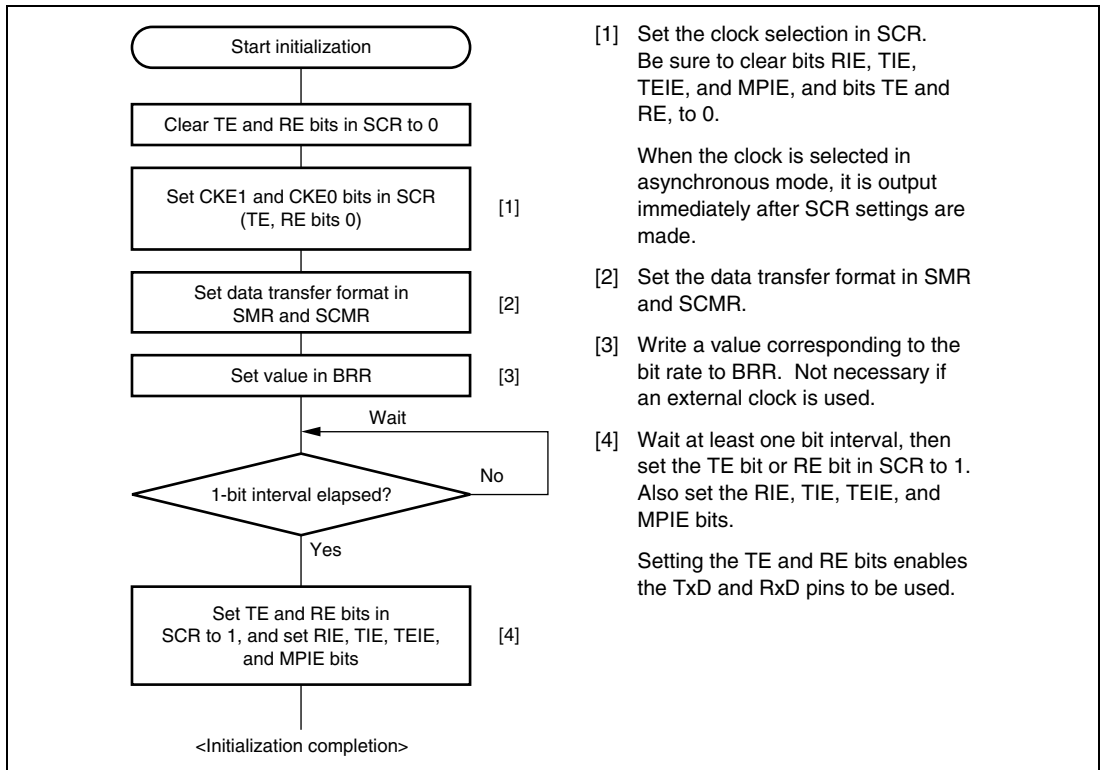 Start initialization
Clear TE and RE bits in SCR to 0
Set CKE1 and CKE0 bits in SCR
(TE, RE bits 0)
[1]
Set data transfer format in
SMR and SCMR
[2]
Set value in BRR
[3]
Wait
No
1-bit interval elapsed?
Yes
Set TE and RE bits in
SCR to 1, and set RIE, TIE, TEIE,
and MPIE bits
[4]
<Initialization completion>
[1] Set the clock selection in SCR.
Be sure to clear bits RIE, TIE,
TEIE, and MPIE, and bits TE and
RE, to 0.
When the clock is selected in
asynchronous mode, it is output
immediately after SCR settings are
made.
[2] Set the data transfer format in SMR
and SCMR.
[3] Write a value corresponding to the
bit rate to BRR. Not necessary if
an external clock is used.
[4] Wait at least one bit interval, then
set the TE bit or RE bit in SCR to 1.
Also set the RIE, TIE, TEIE, and
MPIE bits.
Setting the TE and RE bits enables
the TxD and RxD pins to be used.